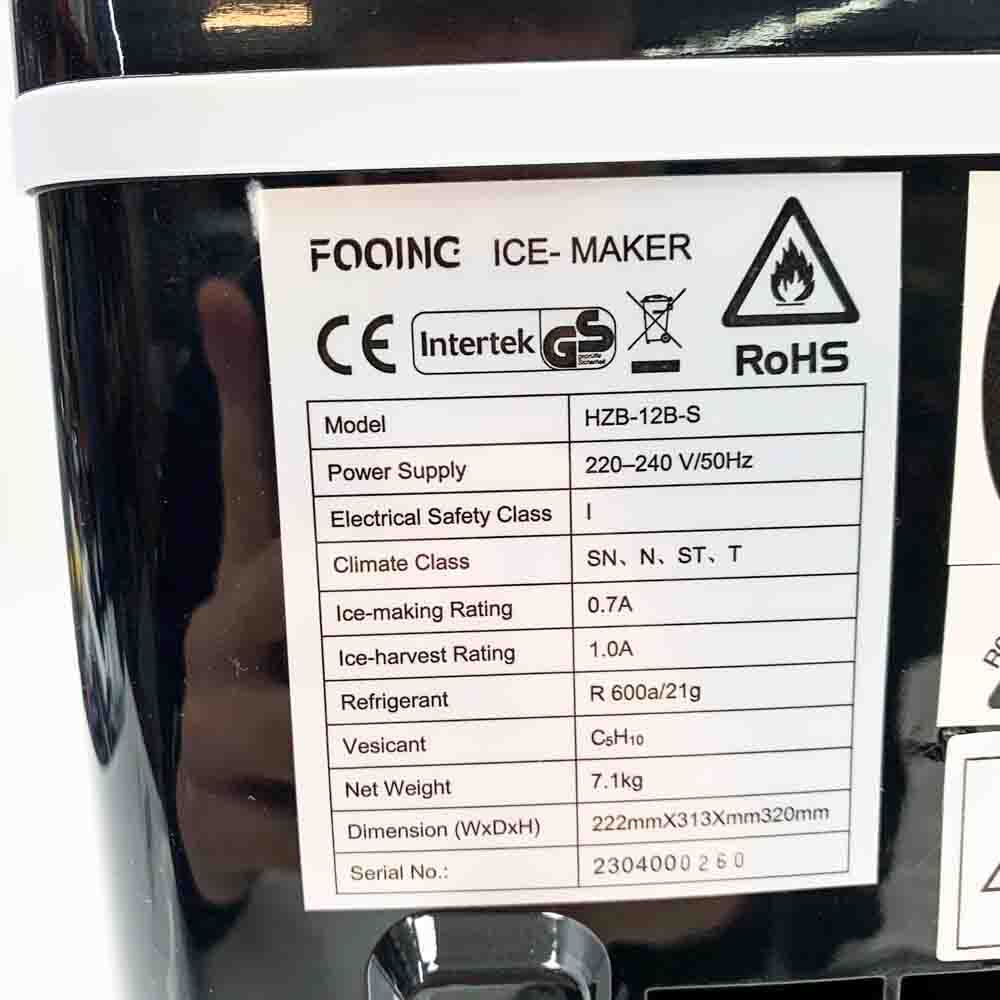 FOOING ICE- MAKER
CE Intertek GS geprüfte Sicherheit
RoHS
Model HZB-12B-S
Power Supply 220–240 V/50Hz
Electrical Safety Class I
Climate Class SN、N、ST、T
Ice-making Rating 0.7A
Ice-harvest Rating 1.0A
Refrigerant R 600a/21g
Vesicant C₅H₁₀
Net Weight 7.1kg
Dimension (WxDxH) 222mmX313Xmm320mm
Serial No.: 2304000260